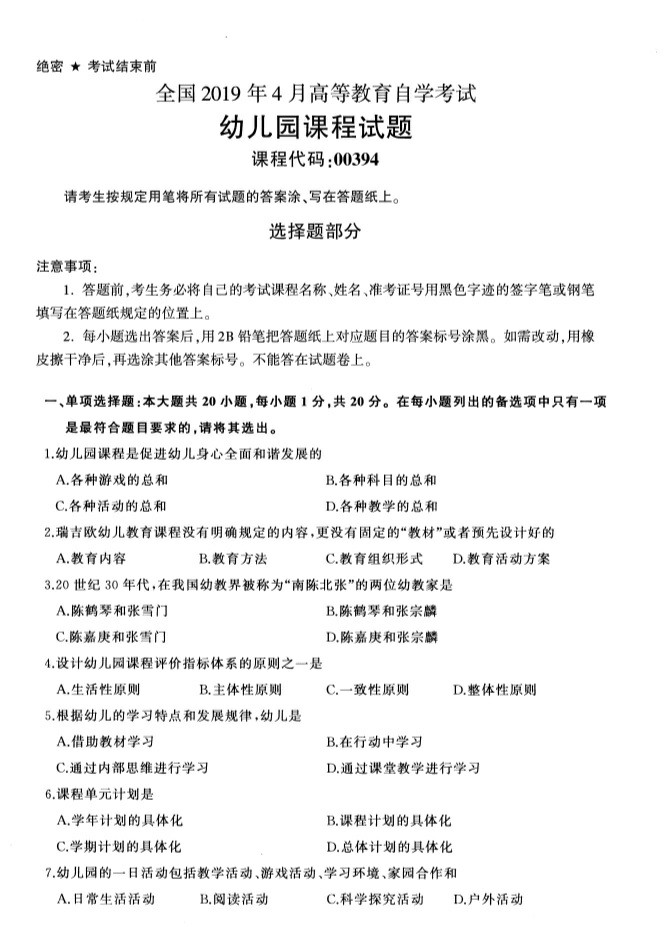 绝密 ★ 考试结束前
全国 2019 年 4 月高等教育自学考试
幼儿园课程试题
课程代码:00394
请考生按规定用笔将所有试题的答案涂、写在答题纸上。
选择题部分
注意事项:
1. 答题前,考生务必将自己的考试课程名称、姓名、准考证号用黑色字迹的签字笔或钢笔
填写在答题纸规定的位置上。
2. 每小题选出答案后,用 2B 铅笔把答题纸上对应题目的答案标号涂黑。如需改动,用橡
皮擦干净后,再选涂其他答案标号。不能答在试题卷上。
一、单项选择题:本大题共 20 小题,每小题 1 分,共 20 分。在每小题列出的备选项中只有一项
是最符合题目要求的,请将其选出。
1.幼儿园课程是促进幼儿身心全面和谐发展的
A.各种游戏的总和 B.各种科目的总和
C.各种活动的总和 D.各种教学的总和
2.瑞吉欧幼儿教育课程没有明确规定的内容,更没有固定的“教材”或者预先设计好的
A.教育内容 B.教育方法 C.教育组织形式 D.教育活动方案
3.20 世纪 30 年代,在我国幼教界被称为“南陈北张”的两位幼教家是
A.陈鹤琴和张雪门 B.陈鹤琴和张宗麟
C.陈嘉庚和张雪门 D.陈嘉庚和张宗麟
4.设计幼儿园课程评价指标体系的原则之一是
A.生活性原则 B.主体性原则 C.一致性原则 D.整体性原则
5.根据幼儿的学习特点和发展规律,幼儿是
A.借助教材学习 B.在行动中学习
C.通过内部思维进行学习 D.通过课堂教学进行学习
6.课程单元计划是
A.学年计划的具体化 B.课程计划的具体化
C.学期计划的具体化 D.总体计划的具体化
7.幼儿园的一日活动包括教学活动、游戏活动、学习环境、家园合作和
A.日常生活活动 B.阅读活动 C.科学探究活动 D.户外活动